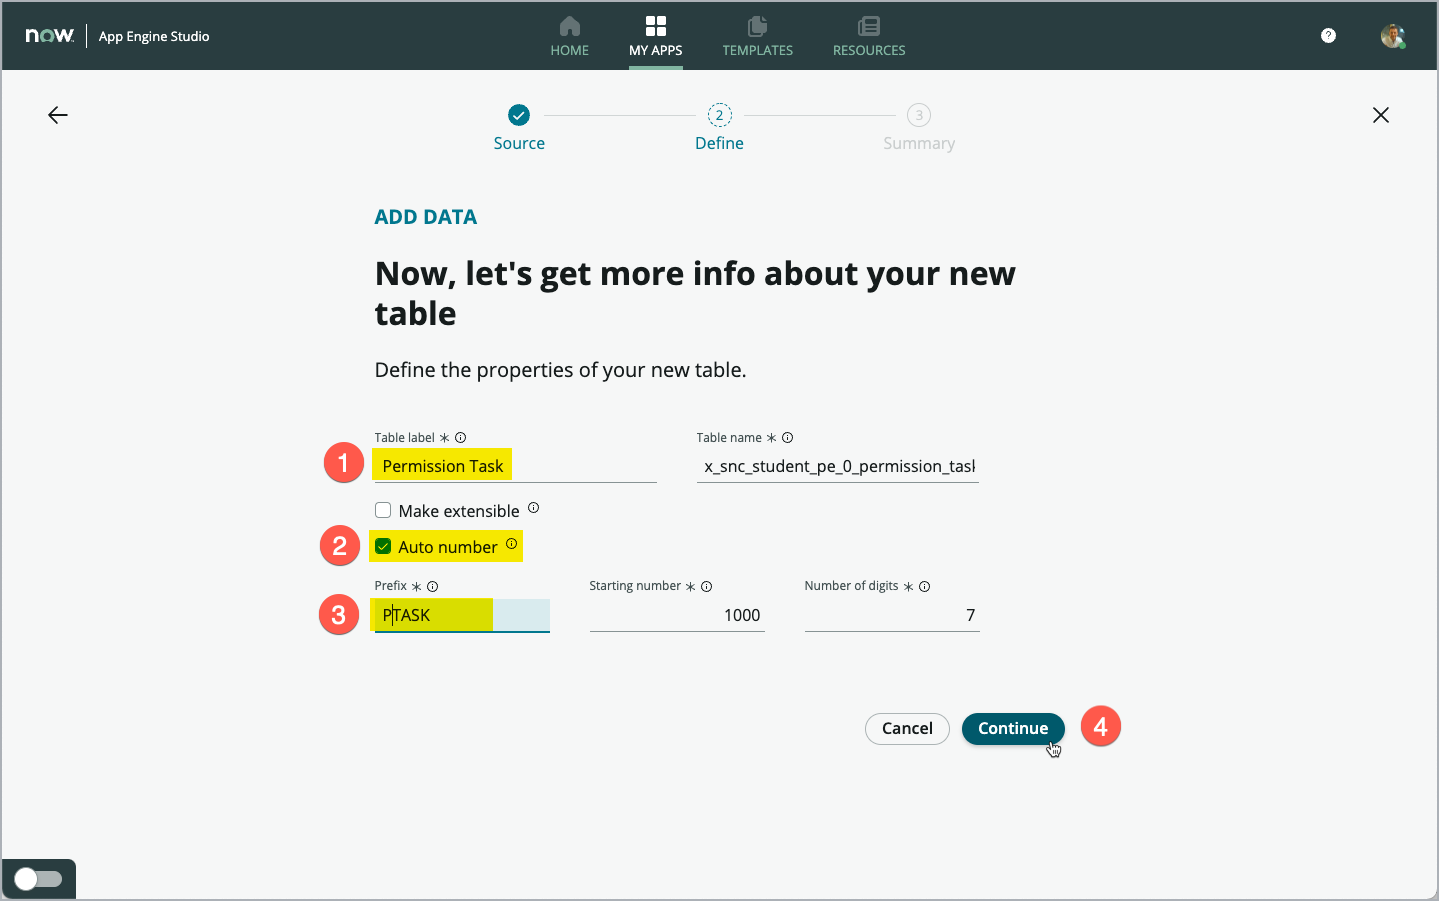 now App Engine Studio
HOME MY APPS TEMPLATES RESOURCES ?
2 3
Source Define Summary
ADD DATA
Now, let's get more info about your new
table
Define the properties of your new table.
Table label * Table name *
1 Permission Task x_snc_student_pe_0_permission_task
Make extensible
2 Auto number
Prefix * Starting number * Number of digits *
3 PTASK 1000 7
Cancel Continue 4